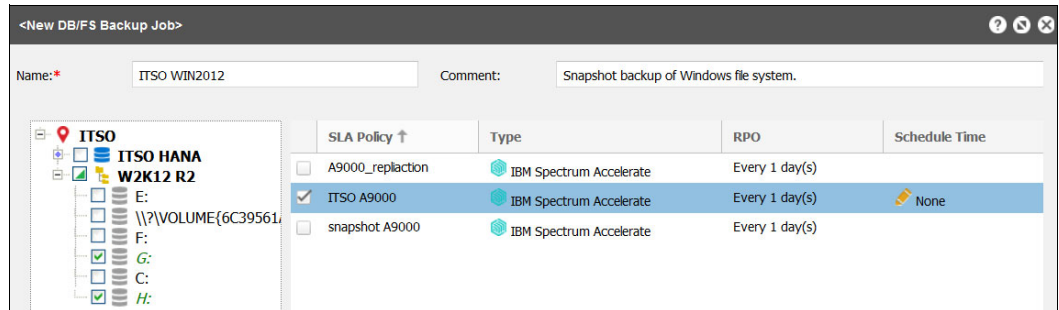 <New DB/FS Backup Job>
Name:* ITSO WIN2012 Comment: Snapshot backup of Windows file system.
ITSO
ITSO HANA
W2K12 R2
E:
\\?\VOLUME{6C39561
F:
G:
C:
H:
SLA Policy ↑ Type RPO Schedule Time
A9000_repliaction IBM Spectrum Accelerate Every 1 day(s)
ITSO A9000 IBM Spectrum Accelerate Every 1 day(s) None
snapshot A9000 IBM Spectrum Accelerate Every 1 day(s)